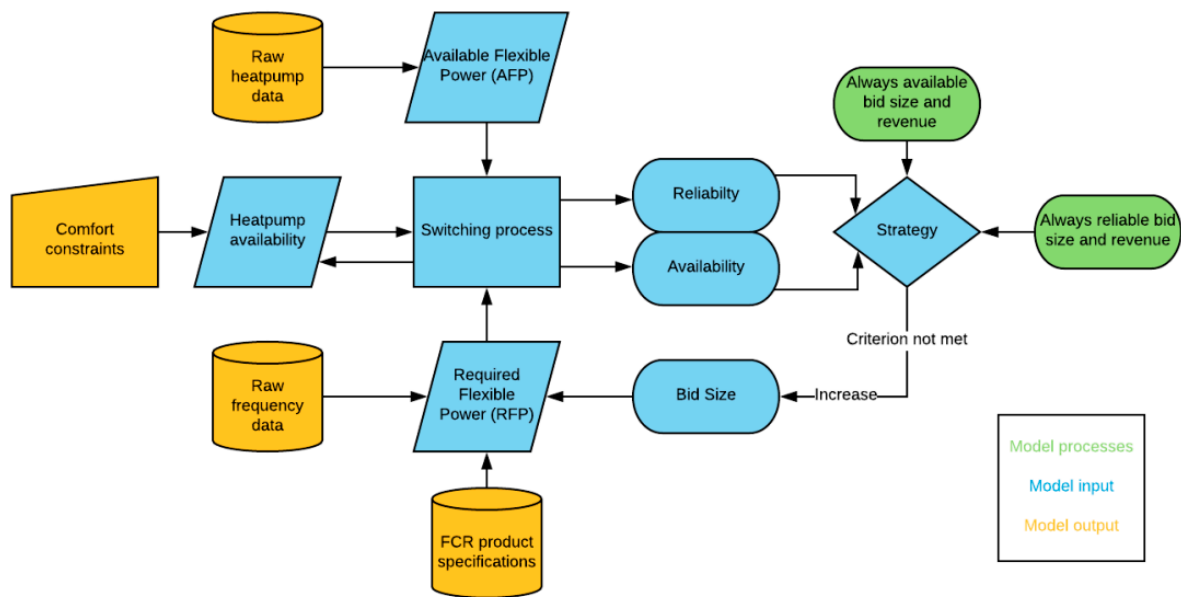 Raw
heatpump
data
Available Flexible
Power (AFP)
Always available
bid size and
revenue
Comfort
constraints
Heatpump
availability
Switching process
Reliabilty
Availability
Strategy
Always reliable bid
size and revenue
Criterion not met
Raw
frequency
data
Required
Flexible
Power (RFP)
Bid Size
Increase
FCR product
specifications
Model processes
Model input
Model output